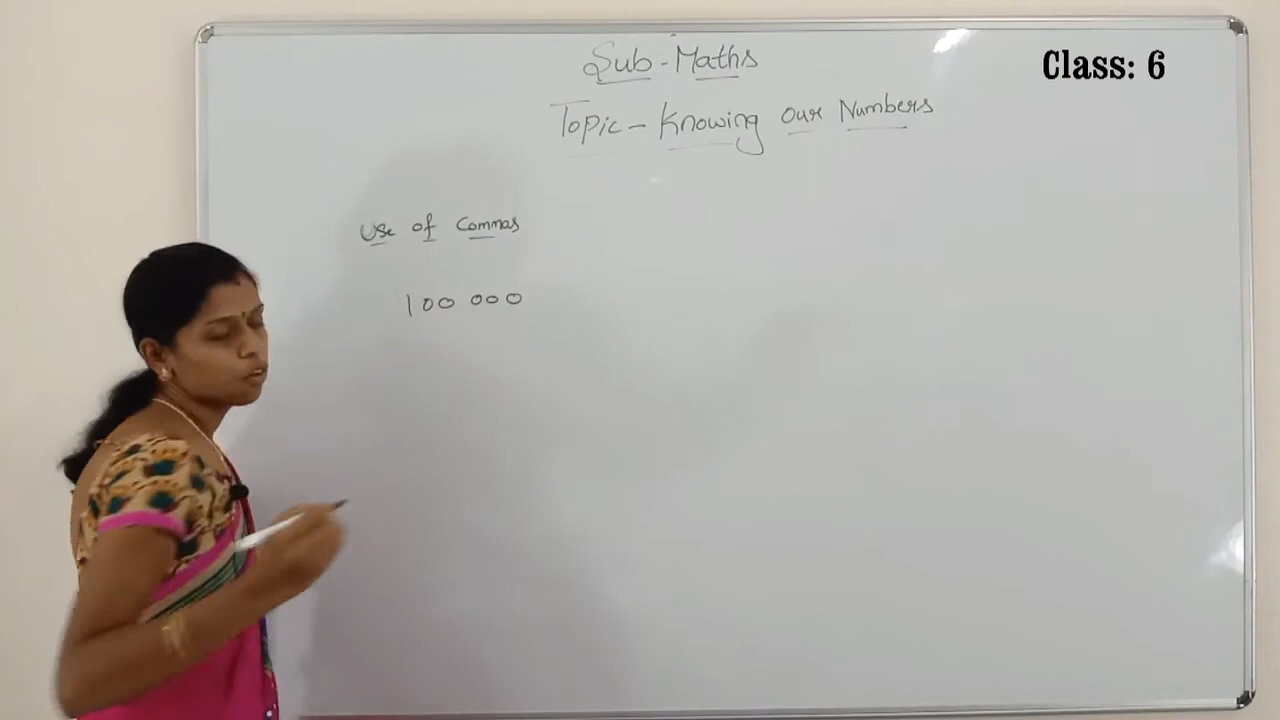 Sub - Maths
Class: 6
Topic - Knowing our Numbers
Use of Commas
100 000